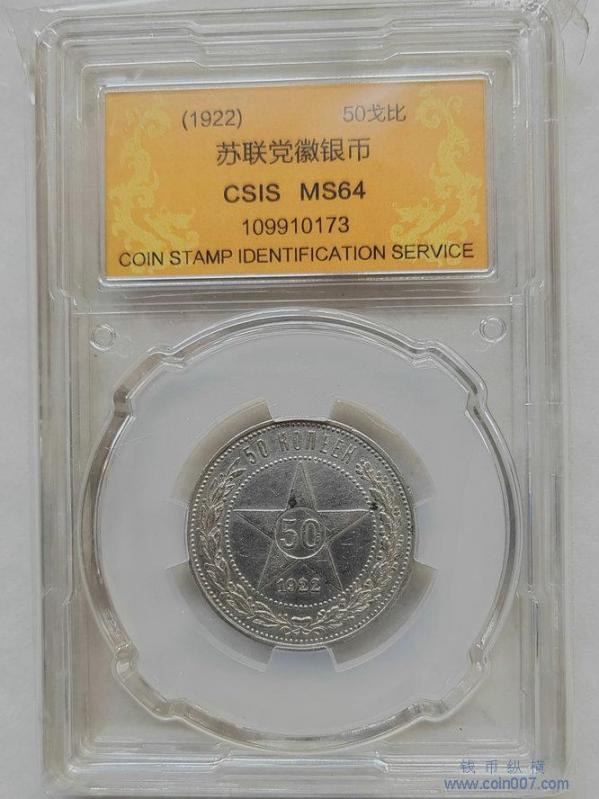 (1922) 50戈比
苏联党徽银币
CSIS MS64
109910173
COIN STAMP IDENTIFICATION SERVICE
50 КОПЕЕК
50
1922
钱币纵横
www.coin007.com